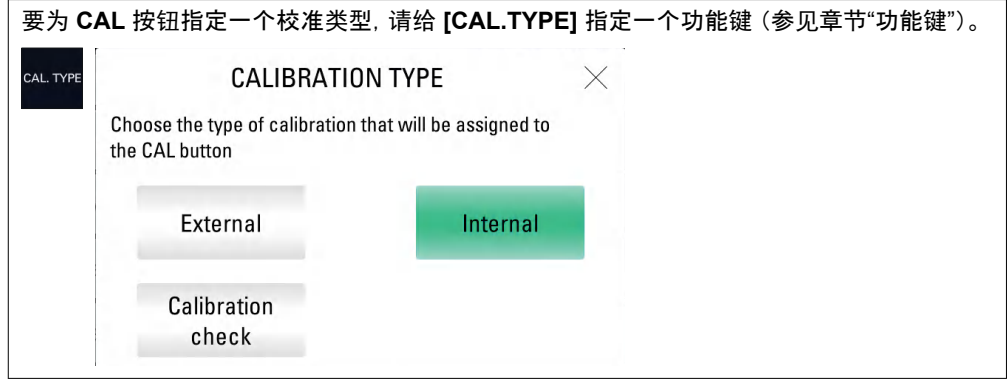 要为 CAL 按钮指定一个校准类型, 请给 [CAL.TYPE] 指定一个功能键 (参见章节“功能键”)。
CAL. TYPE
CALIBRATION TYPE
Choose the type of calibration that will be assigned to
the CAL button
External
Internal
Calibration
check